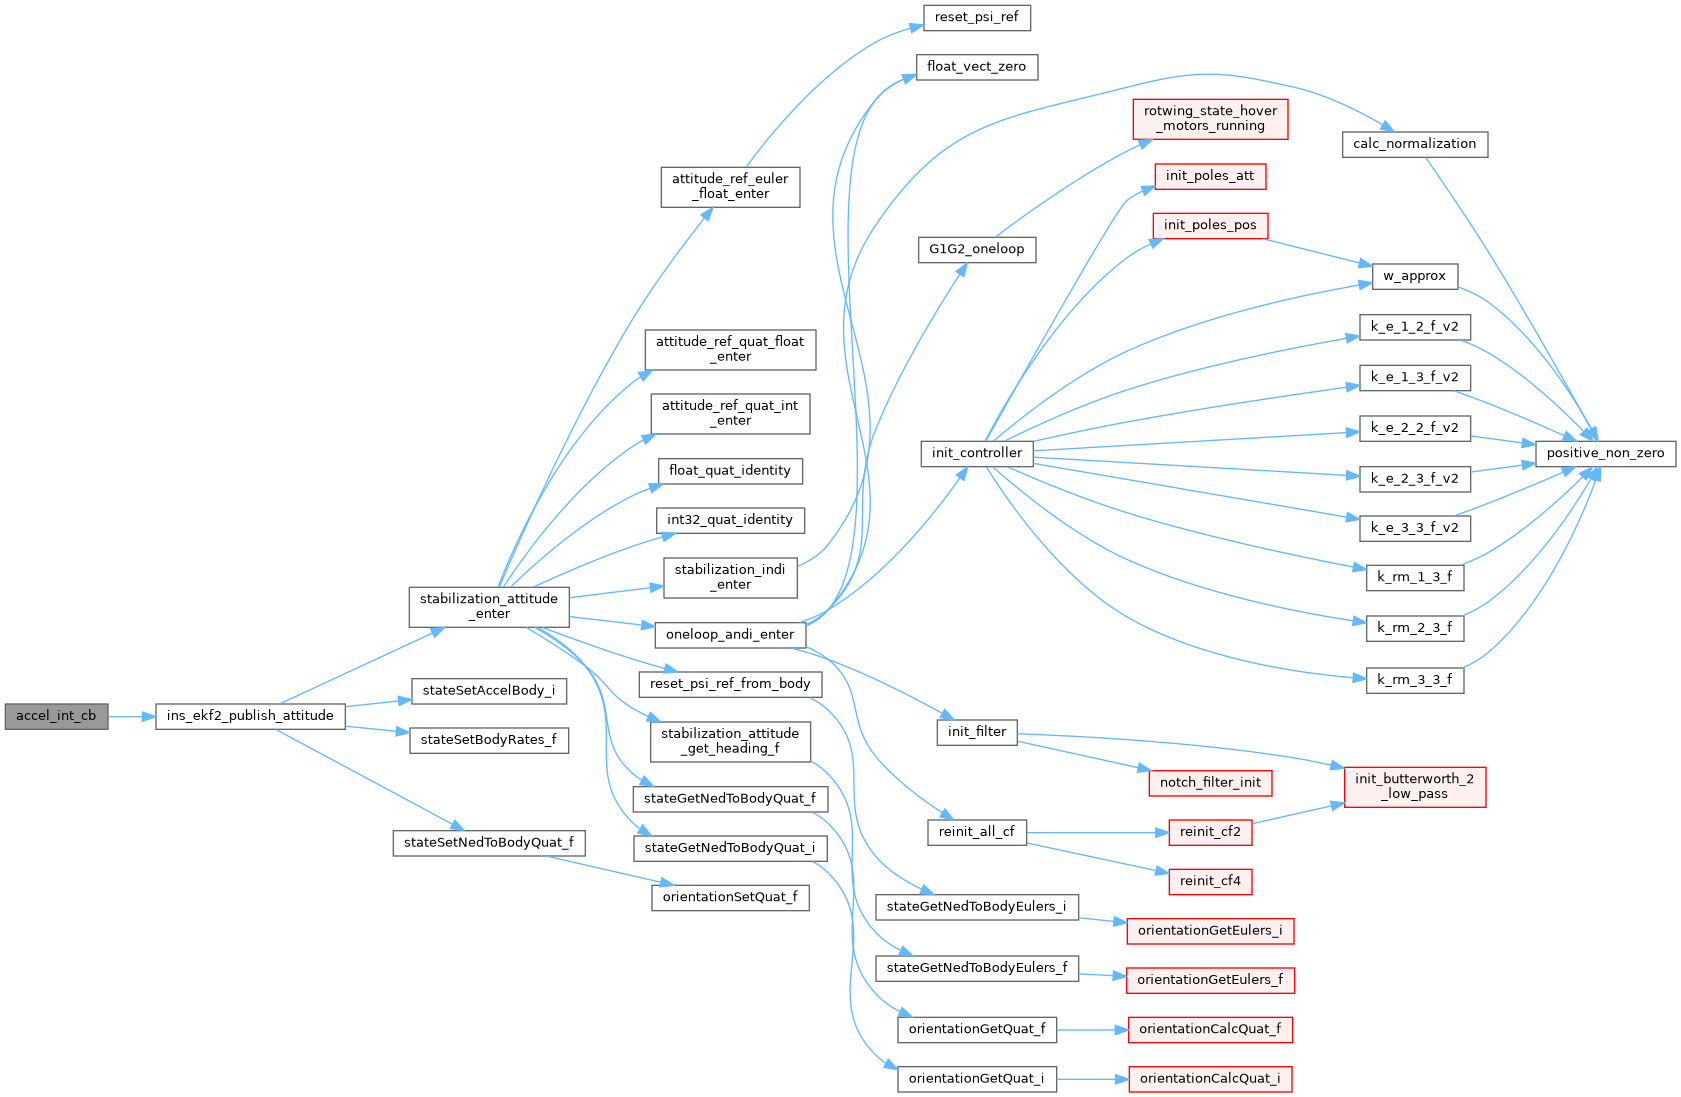 reset_psi_ref
float_vect_zero
rotwing_state_hover
_motors_running
calc_normalization
attitude_ref_euler
_float_enter
init_poles_att
init_poles_pos
G1G2_oneloop
w_approx
k_e_1_2_f_v2
attitude_ref_quat_float
_enter
k_e_1_3_f_v2
attitude_ref_quat_int
_enter
k_e_2_2_f_v2
init_controller
positive_non_zero
float_quat_identity
k_e_2_3_f_v2
int32_quat_identity
k_e_3_3_f_v2
stabilization_indi
_enter
k_rm_1_3_f
stabilization_attitude
_enter
oneloop_andi_enter
k_rm_2_3_f
reset_psi_ref_from_body
k_rm_3_3_f
stateSetAccelBody_i
accel_int_cb
ins_ekf2_publish_attitude
init_filter
stateSetBodyRates_f
stabilization_attitude
_get_heading_f
notch_filter_init
init_butterworth_2
_low_pass
stateGetNedToBodyQuat_f
reinit_all_cf
reinit_cf2
stateSetNedToBodyQuat_f
stateGetNedToBodyQuat_i
reinit_cf4
orientationSetQuat_f
stateGetNedToBodyEulers_i
orientationGetEulers_i
stateGetNedToBodyEulers_f
orientationGetEulers_f
orientationGetQuat_f
orientationCalcQuat_f
orientationGetQuat_i
orientationCalcQuat_i